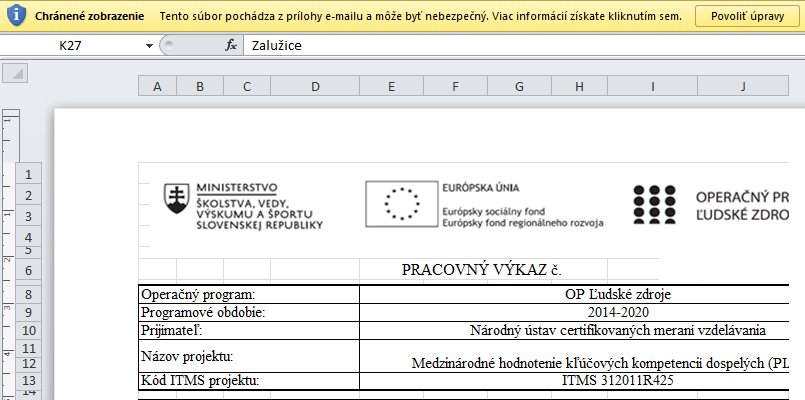 Chránené zobrazenie Tento súbor pochádza z prílohy e-mailu a môže byť nebezpečný. Viac informácií získate kliknutím sem. Povoliť úpravy
K27 fx Zalužice
A B C D E F G H I J
1
2
3
4
5
6
8
9
10
11
12
13
14
MINISTERSTVO
ŠKOLSTVA, VEDY,
VÝSKUMU A ŠPORTU
SLOVENSKEJ REPUBLIKY
EURÓPSKA ÚNIA
Európsky sociálny fond
Európsky fond regionálneho rozvoja
OPERAČNÝ PR
ĽUDSKÉ ZDRO
PRACOVNÝ VÝKAZ č.
Operačný program: OP Ľudské zdroje
Programové obdobie: 2014-2020
Prijímateľ: Národný ústav certifikovaných meraní vzdelávania
Názov projektu: Medzinárodné hodnotenie kľúčových kompetencií dospelých (PI
Kód ITMS projektu: ITMS 312011R425